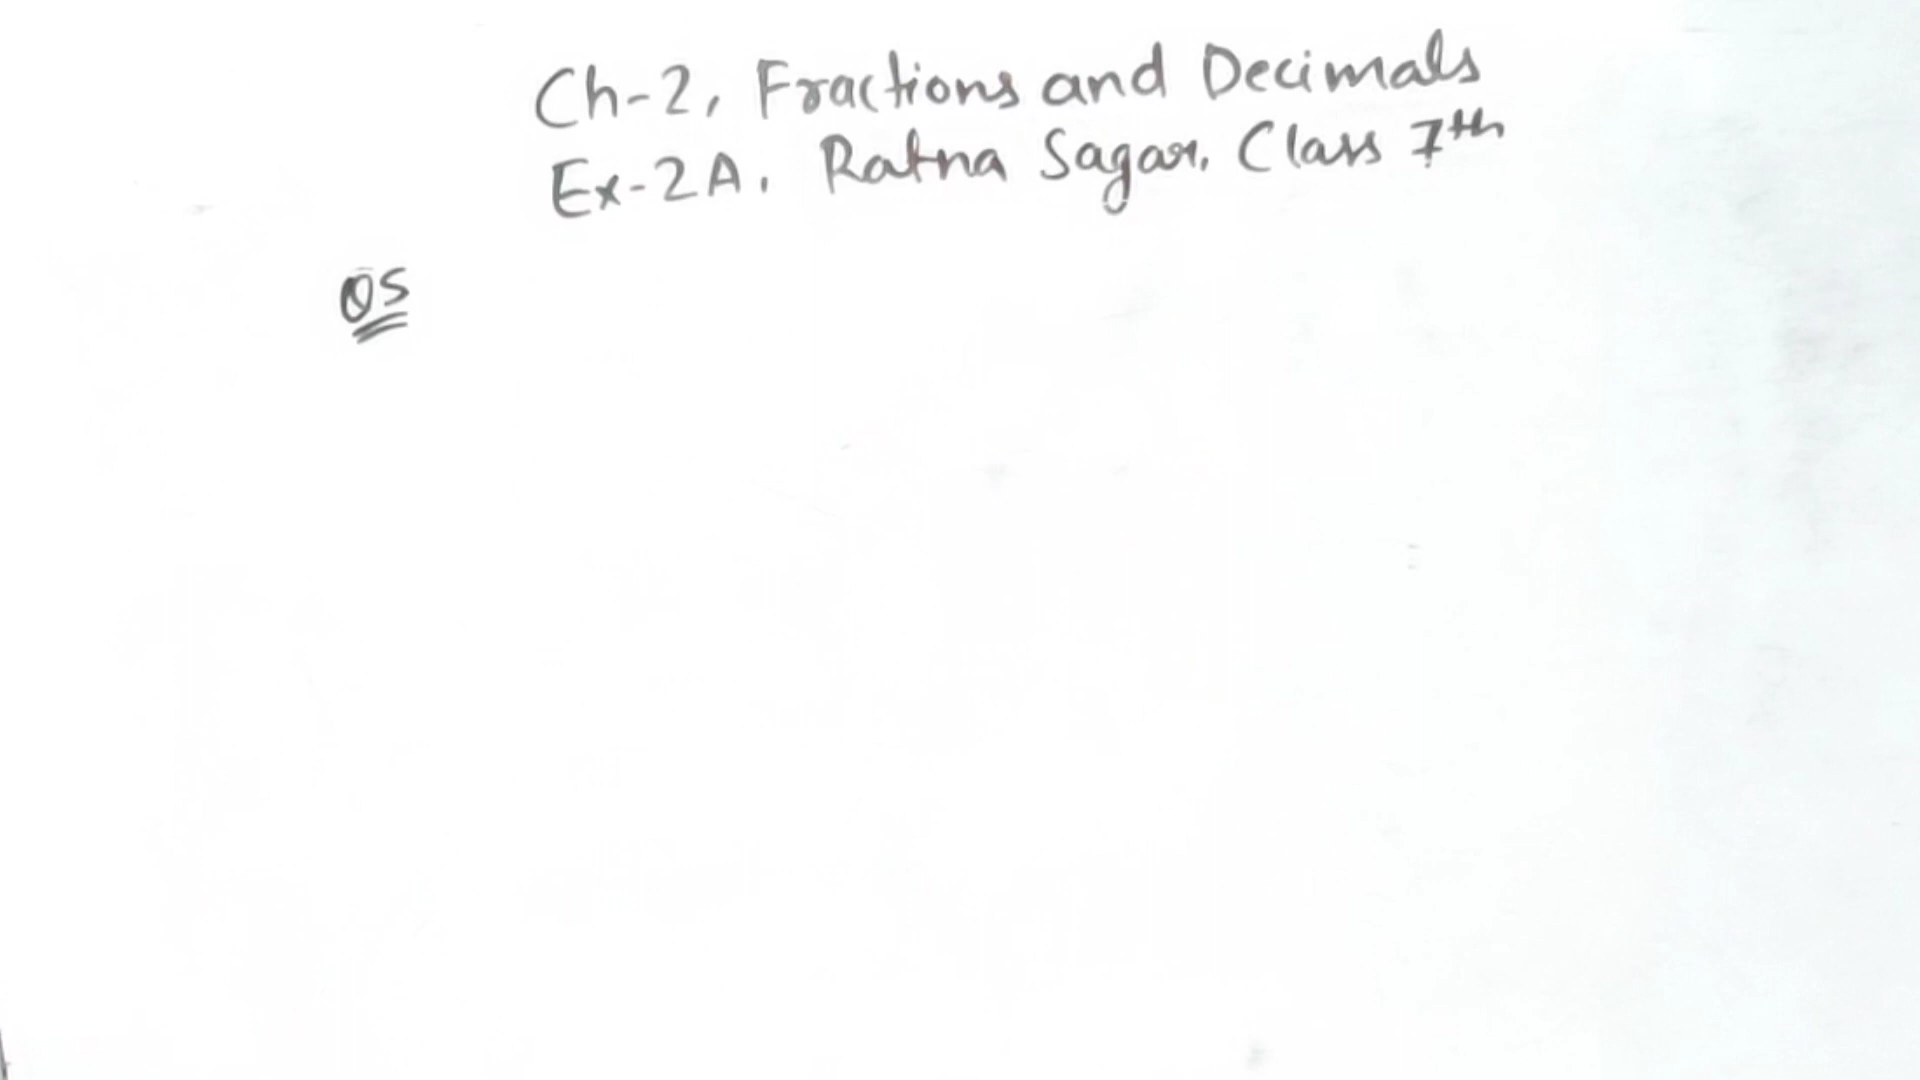 Ch-2, Fractions and Decimals
Ex-2A, Ratna Sagar, Class 7th
Q5